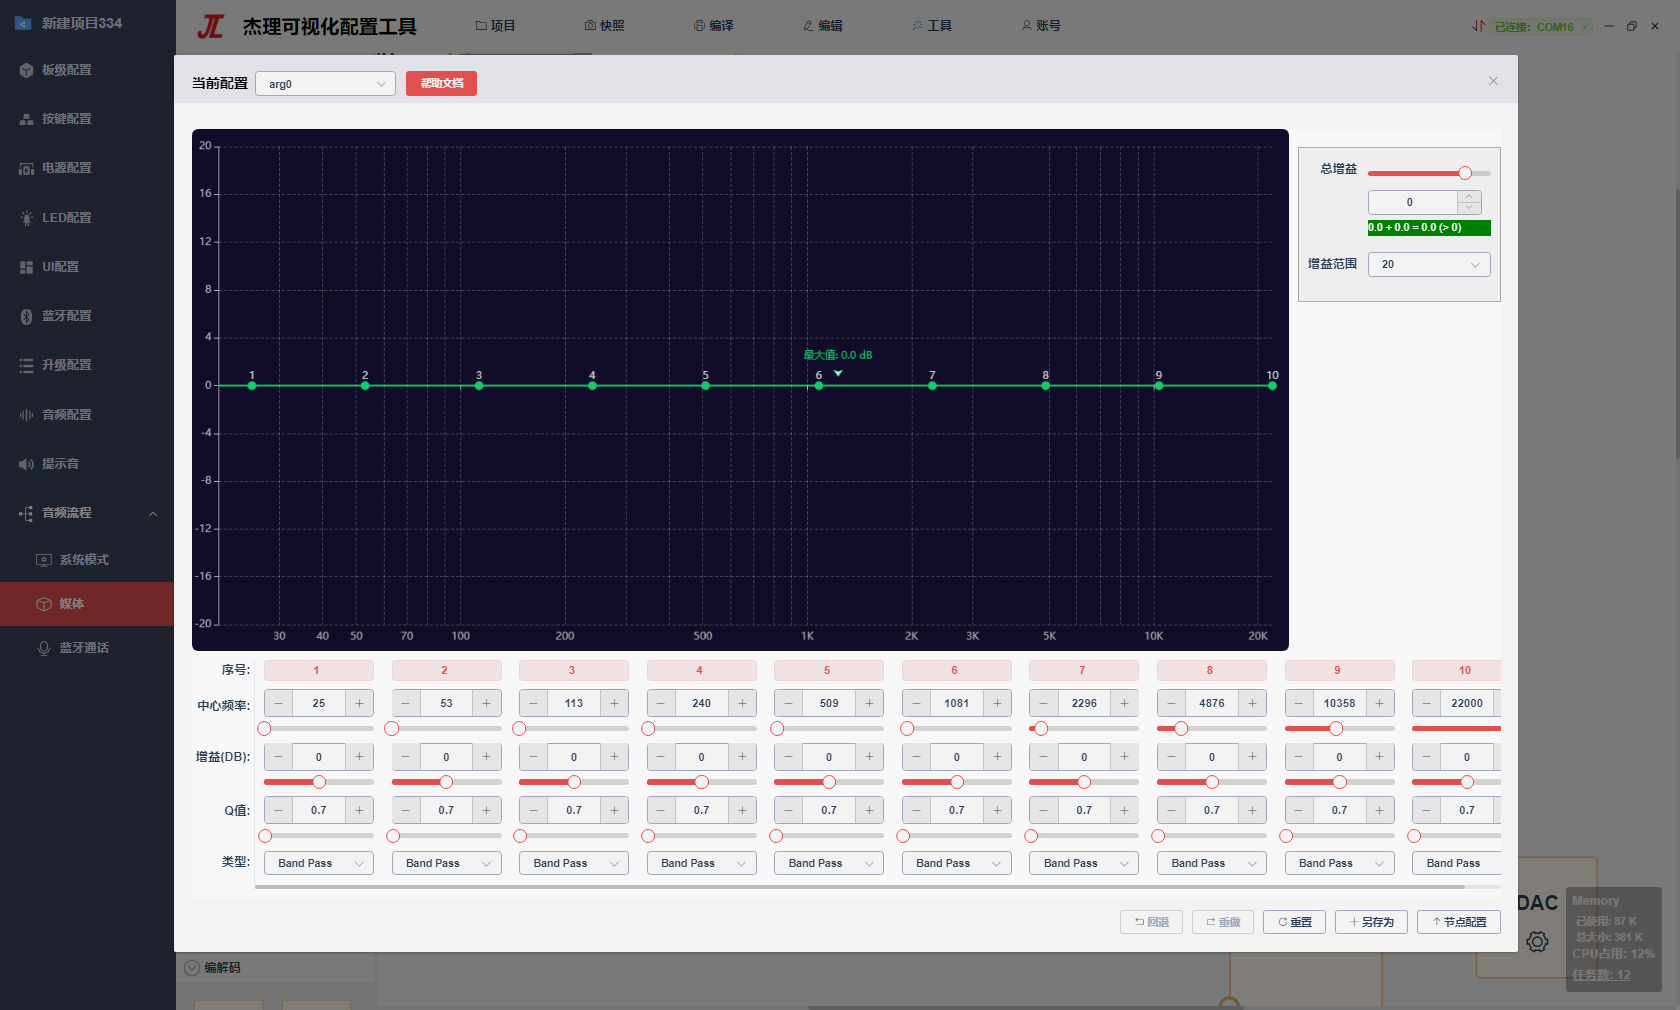 新建项目334
杰理可视化配置工具
项目
快照
编译
编辑
工具
账号
已连接: COM16
板级配置
按键配置
电源配置
LED配置
UI配置
蓝牙配置
升级配置
音频配置
提示音
音频流程
系统模式
媒体
蓝牙通话
当前配置
arg0
帮助文档
20
16
12
8
4
0
-4
-8
-12
-16
-20
最大值: 0.0 dB
1 2 3 4 5 6 7 8 9 10
30 40 50 70 100 200 500 1K 2K 3K 5K 10K 20K
总增益
0
0.0 + 0.0 = 0.0 (> 0)
增益范围
20
序号: 1 2 3 4 5 6 7 8 9 10
中心频率: 25 53 113 240 509 1081 2296 4876 10358 22000
增益(DB): 0 0 0 0 0 0 0 0 0 0
Q值: 0.7 0.7 0.7 0.7 0.7 0.7 0.7 0.7 0.7 0.7
类型: Band Pass Band Pass Band Pass Band Pass Band Pass Band Pass Band Pass Band Pass Band Pass Band Pass
回退
重做
重置
另存为
节点配置
编解码
DAC
Memory
已使用: 87 K
总大小: 381 K
CPU占用: 12%
任务数: 12